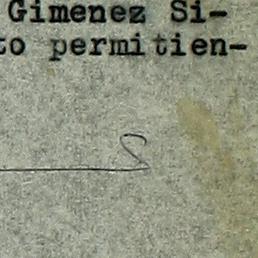 Gimenez Si-
to permitien-